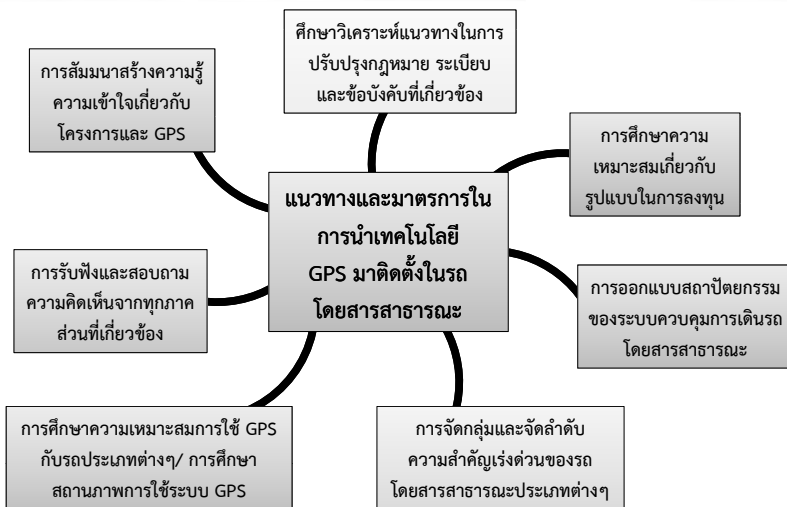 ศึกษาวิเคราะห์แนวทางในการ
ปรับปรุงกฎหมาย ระเบียบ
และข้อบังคับที่เกี่ยวข้อง
การสัมมนาสร้างความรู้
ความเข้าใจเกี่ยวกับ
โครงการและ GPS
การศึกษาความ
เหมาะสมเกี่ยวกับ
รูปแบบในการลงทุน
แนวทางและมาตรการใน
การนำเทคโนโลยี
GPS มาติดตั้งในรถ
โดยสารสาธารณะ
การรับฟังและสอบถาม
ความคิดเห็นจากทุกภาค
ส่วนที่เกี่ยวข้อง
การออกแบบสถาปัตยกรรม
ของระบบควบคุมการเดินรถ
โดยสารสาธารณะ
การศึกษาความเหมาะสมการใช้ GPS
กับรถประเภทต่างๆ/ การศึกษา
สถานภาพการใช้ระบบ GPS
การจัดกลุ่มและจัดลำดับ
ความสำคัญเร่งด่วนของรถ
โดยสารสาธารณะประเภทต่างๆ